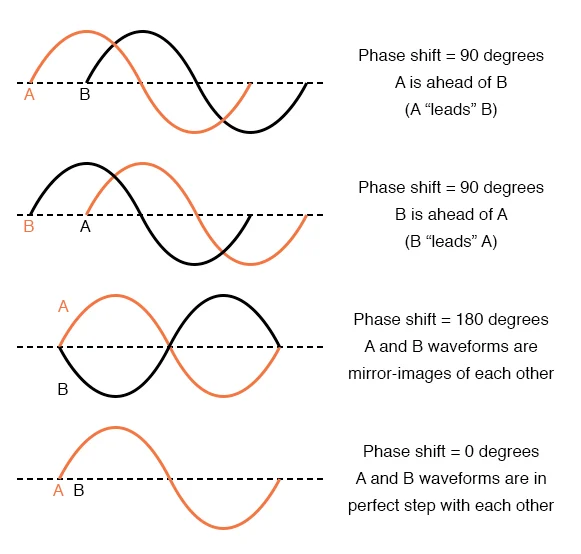 Phase shift = 90 degrees
A is ahead of B
(A “leads” B)
A B
Phase shift = 90 degrees
B is ahead of A
(B “leads” A)
B A
A
Phase shift = 180 degrees
A and B waveforms are
mirror-images of each other
B
Phase shift = 0 degrees
A and B waveforms are in
perfect step with each other
A B